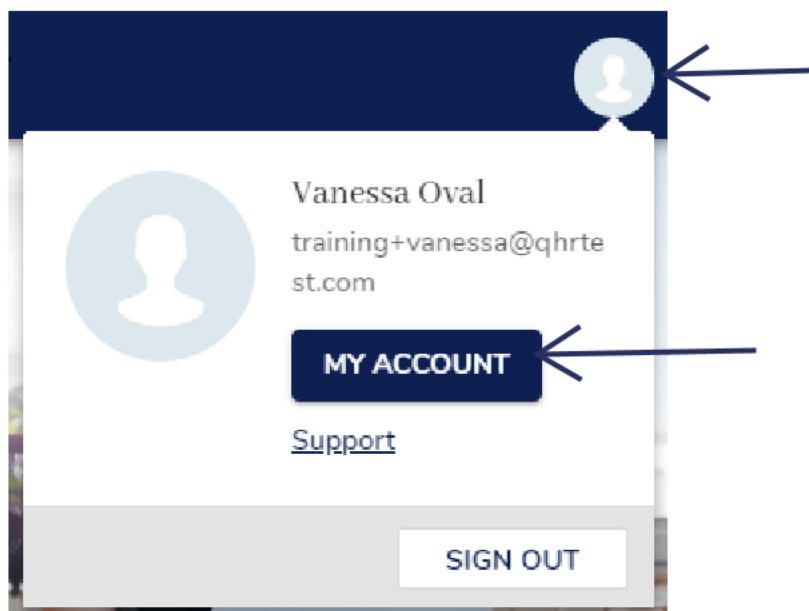 Vanessa Oval
training+vanessa@qhrte
st.com
MY ACCOUNT
Support
SIGN OUT